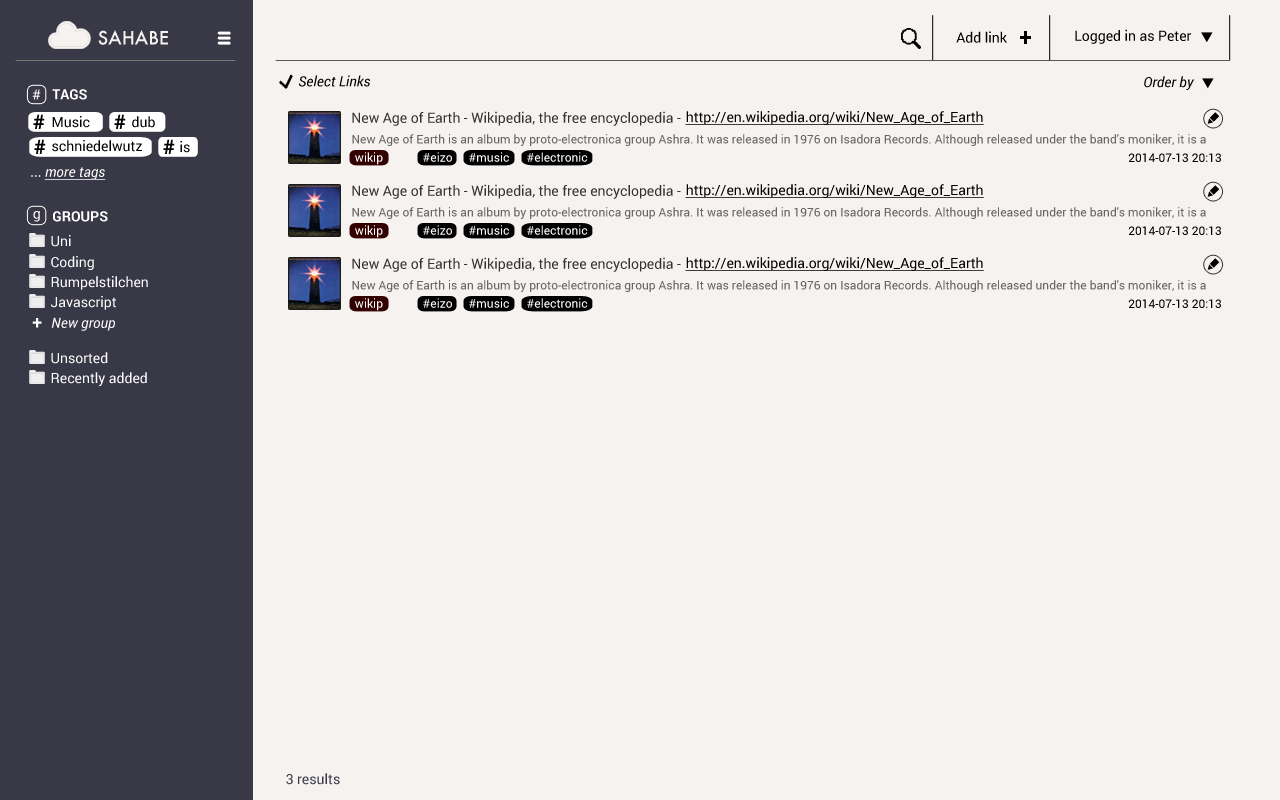 SAHABE
# TAGS
# Music # dub
# schniedelwutz # is
... more tags
g GROUPS
Uni
Coding
Rumpelstilchen
Javascript
+ New group
Unsorted
Recently added
Add link + Logged in as Peter ▼
Select Links Order by ▼
New Age of Earth - Wikipedia, the free encyclopedia - http://en.wikipedia.org/wiki/New_Age_of_Earth
New Age of Earth is an album by proto-electronica group Ashra. It was released in 1976 on Isadora Records. Although released under the band's moniker, it is a
wikip #eizo #music #electronic 2014-07-13 20:13
New Age of Earth - Wikipedia, the free encyclopedia - http://en.wikipedia.org/wiki/New_Age_of_Earth
New Age of Earth is an album by proto-electronica group Ashra. It was released in 1976 on Isadora Records. Although released under the band's moniker, it is a
wikip #eizo #music #electronic 2014-07-13 20:13
New Age of Earth - Wikipedia, the free encyclopedia - http://en.wikipedia.org/wiki/New_Age_of_Earth
New Age of Earth is an album by proto-electronica group Ashra. It was released in 1976 on Isadora Records. Although released under the band's moniker, it is a
wikip #eizo #music #electronic 2014-07-13 20:13
3 results